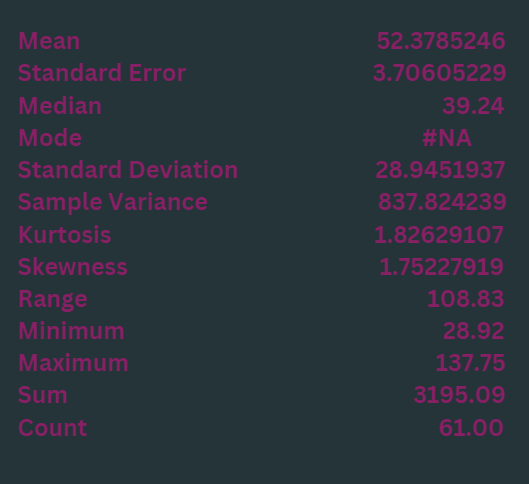 Mean 52.3785246
Standard Error 3.70605229
Median 39.24
Mode #NA
Standard Deviation 28.9451937
Sample Variance 837.824239
Kurtosis 1.82629107
Skewness 1.75227919
Range 108.83
Minimum 28.92
Maximum 137.75
Sum 3195.09
Count 61.00